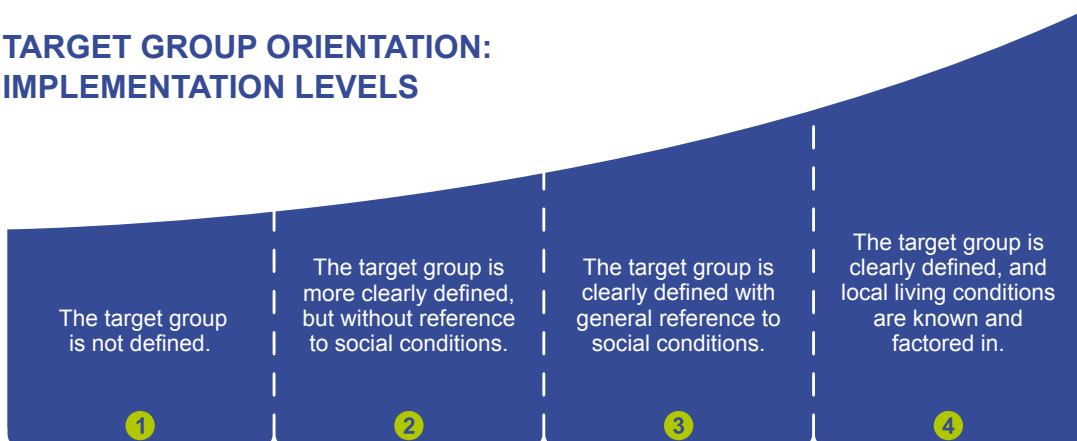 TARGET GROUP ORIENTATION:
IMPLEMENTATION LEVELS
The target group
is not defined.
1
The target group is
more clearly defined,
but without reference
to social conditions.
2
The target group is
clearly defined with
general reference to
social conditions.
3
The target group is
clearly defined, and
local living conditions
are known and
factored in.
4